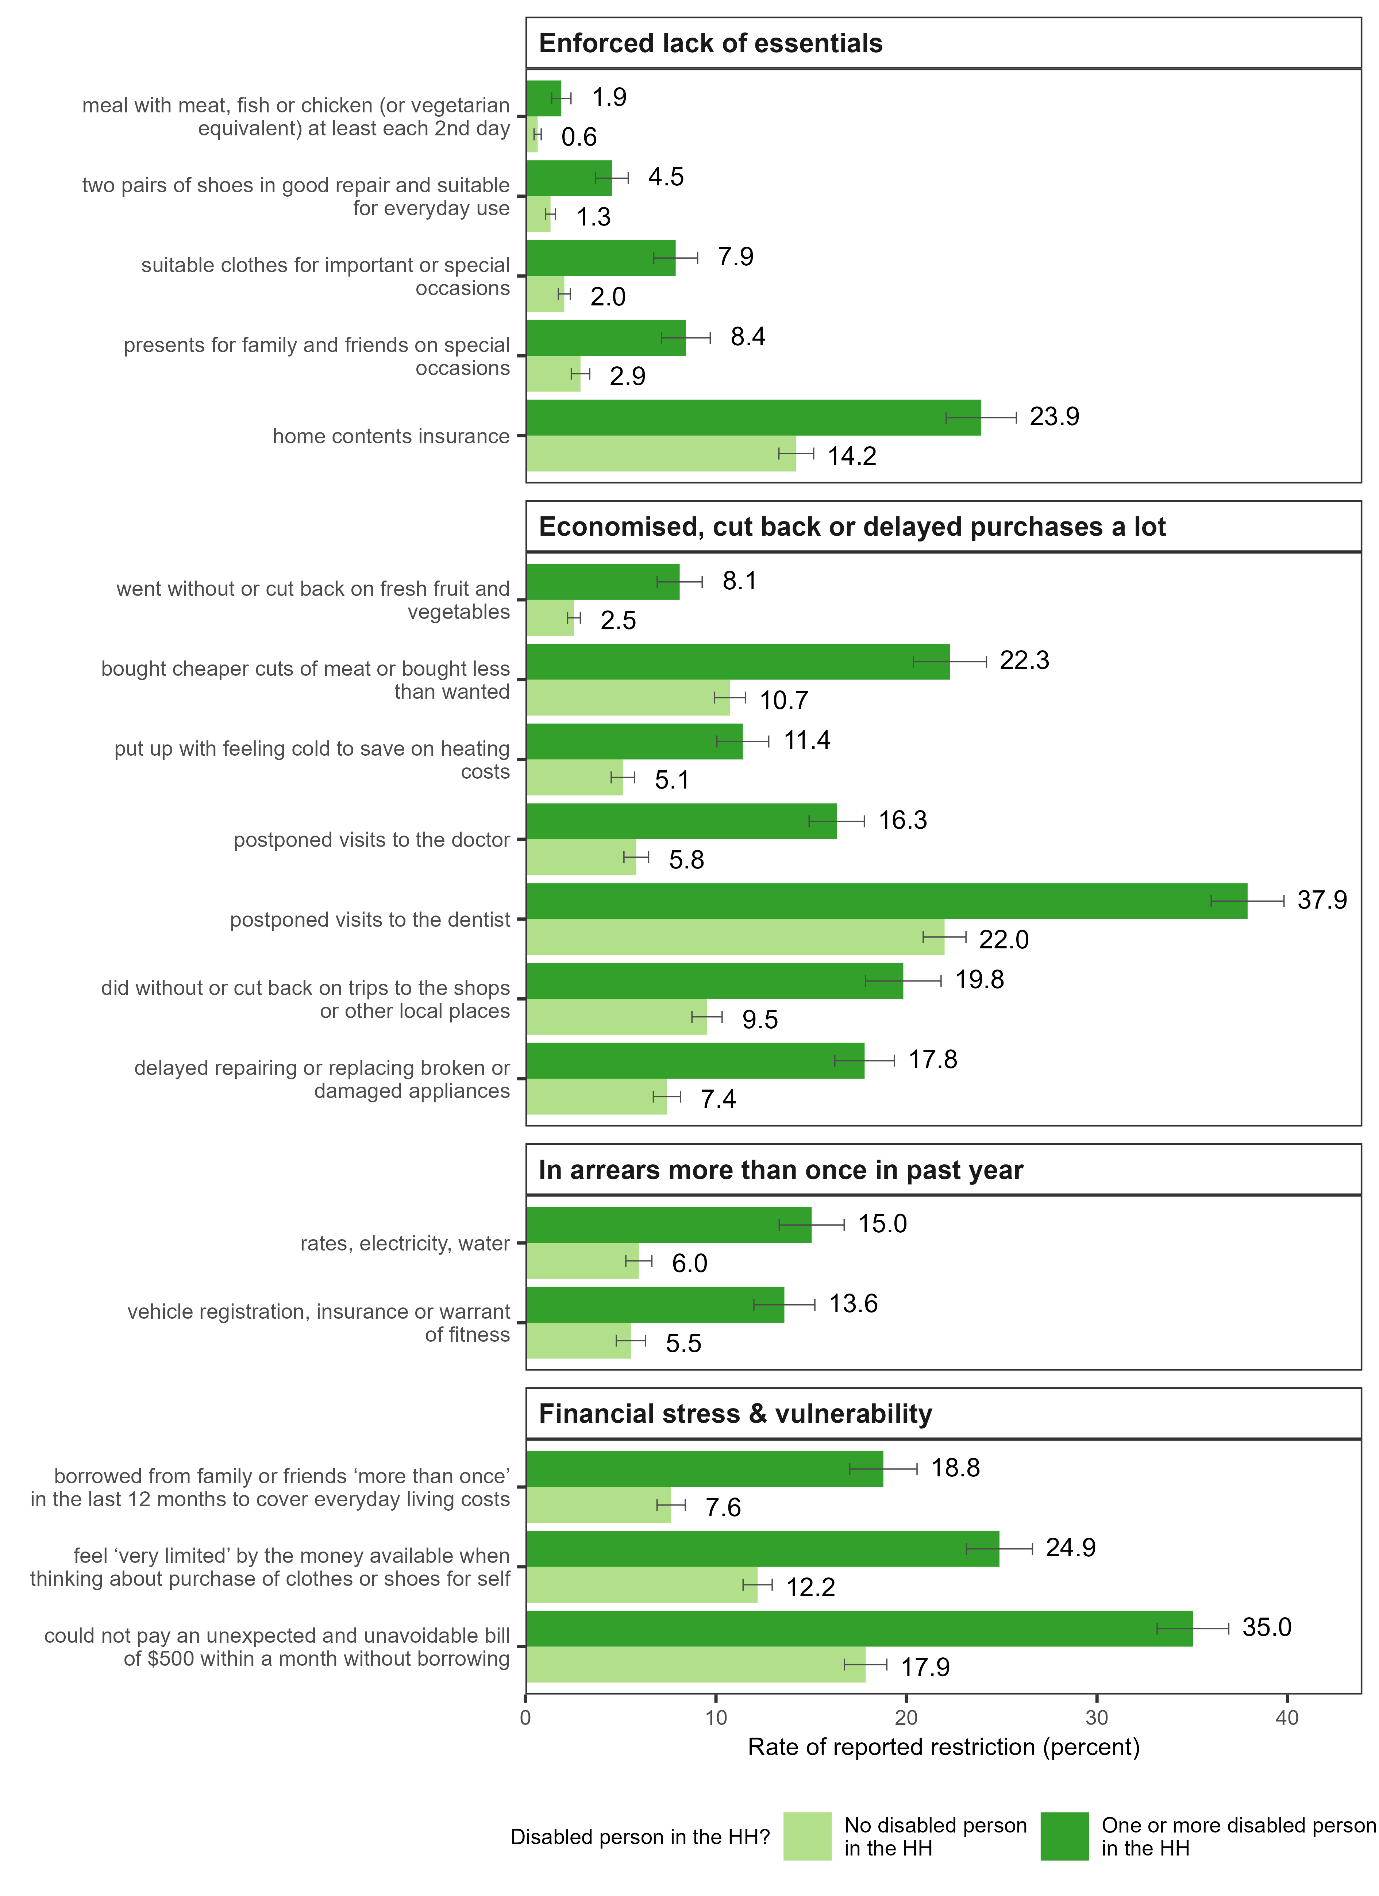 Enforced lack of essentials
meal with meat, fish or chicken (or vegetarian
equivalent) at least each 2nd day
1.9
0.6
two pairs of shoes in good repair and suitable
for everyday use
4.5
1.3
suitable clothes for important or special
occasions
7.9
2.0
presents for family and friends on special
occasions
8.4
2.9
home contents insurance
23.9
14.2
Economised, cut back or delayed purchases a lot
went without or cut back on fresh fruit and
vegetables
8.1
2.5
bought cheaper cuts of meat or bought less
than wanted
22.3
10.7
put up with feeling cold to save on heating
costs
11.4
5.1
postponed visits to the doctor
16.3
5.8
postponed visits to the dentist
37.9
22.0
did without or cut back on trips to the shops
or other local places
19.8
9.5
delayed repairing or replacing broken or
damaged appliances
17.8
7.4
In arrears more than once in past year
rates, electricity, water
15.0
6.0
vehicle registration, insurance or warrant
of fitness
13.6
5.5
Financial stress & vulnerability
borrowed from family or friends ‘more than once’
in the last 12 months to cover everyday living costs
18.8
7.6
feel ‘very limited’ by the money available when
thinking about purchase of clothes or shoes for self
24.9
12.2
could not pay an unexpected and unavoidable bill
of $500 within a month without borrowing
35.0
17.9
0 10 20 30 40
Rate of reported restriction (percent)
Disabled person in the HH?
No disabled person
in the HH
One or more disabled person
in the HH